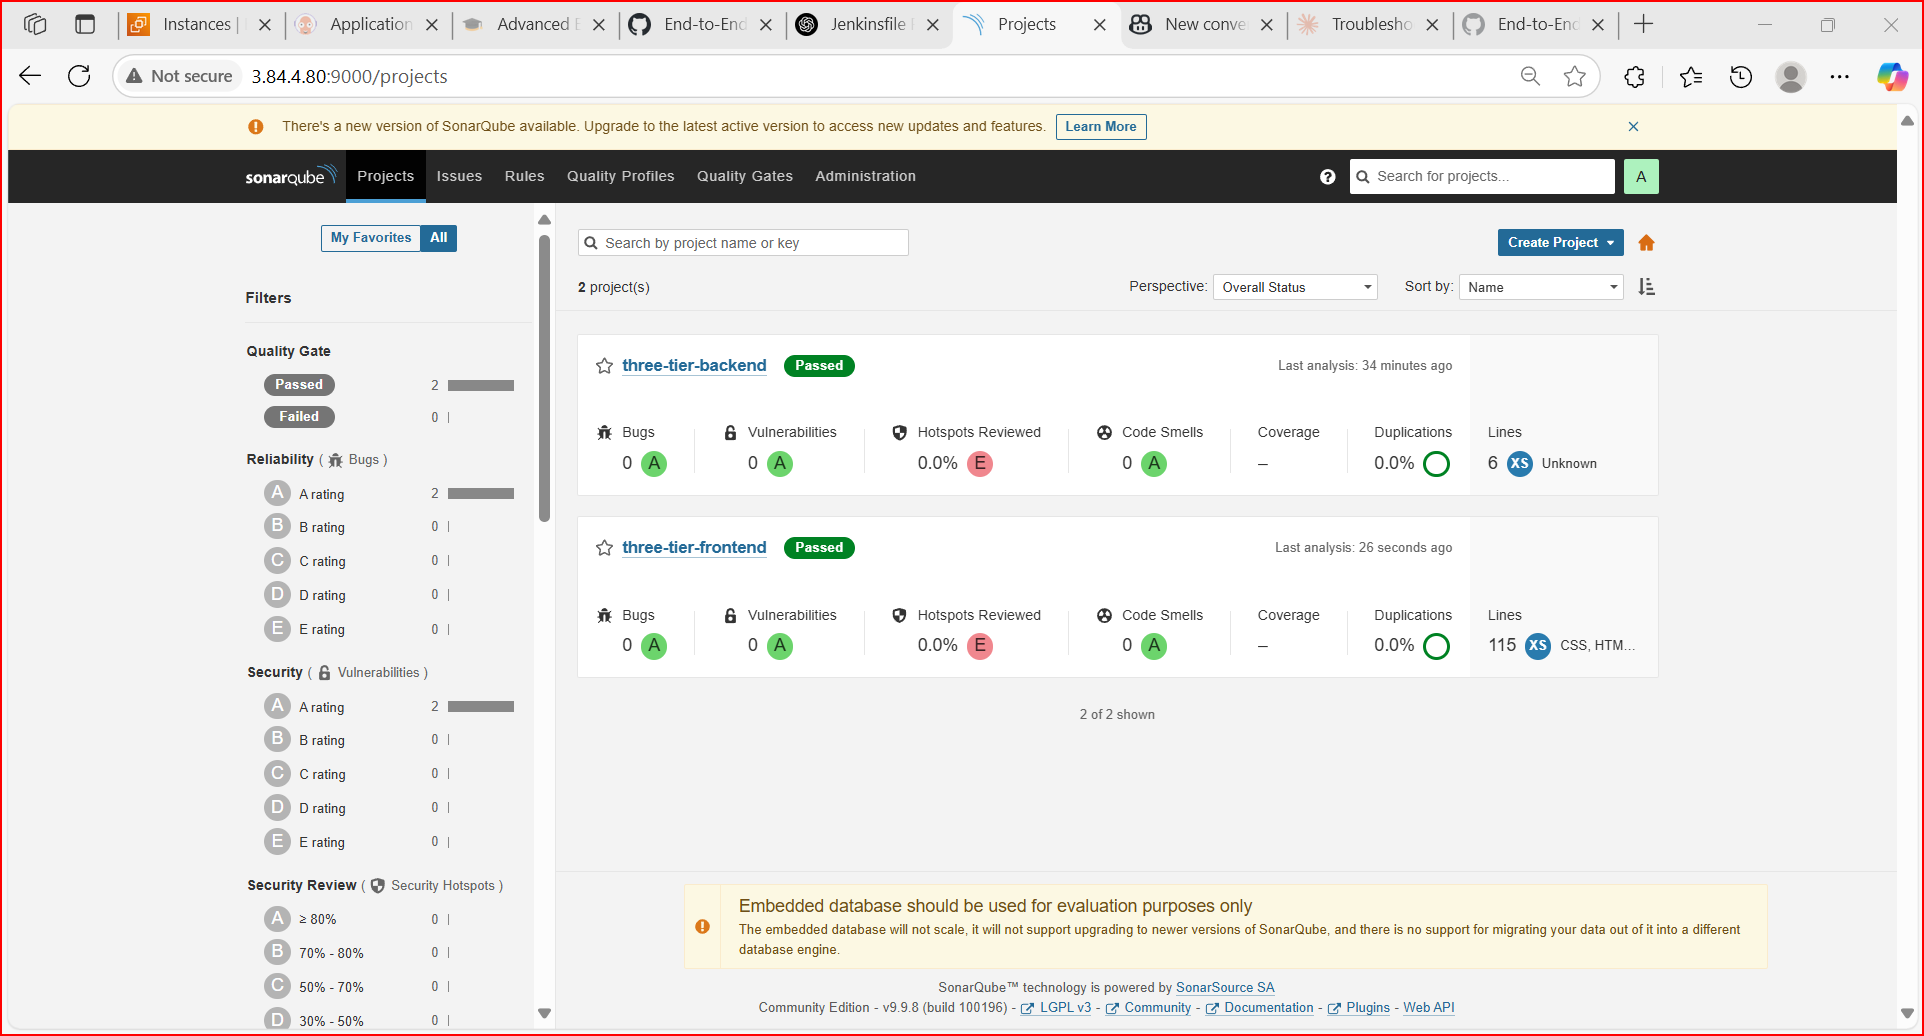 Instances |
Application
Advanced E
End-to-End
Jenkinsfile F
Projects
New conve
Troublesho
End-to-End
Not secure
3.84.4.80:9000/projects
There's a new version of SonarQube available. Upgrade to the latest active version to access new updates and features.
Learn More
sonarqube
Projects
Issues
Rules
Quality Profiles
Quality Gates
Administration
Search for projects...
A
My Favorites
All
Filters
Quality Gate
Passed 2
Failed 0
Reliability ( Bugs )
A A rating 2
B B rating 0
C C rating 0
D D rating 0
E E rating 0
Security ( Vulnerabilities )
A A rating 2
B B rating 0
C C rating 0
D D rating 0
E E rating 0
Security Review ( Security Hotspots )
A ≥ 80% 0
B 70% - 80% 0
C 50% - 70% 0
D 30% - 50% 0
Search by project name or key
Create Project
2 project(s)
Perspective: Overall Status
Sort by: Name
three-tier-backend Passed
Last analysis: 34 minutes ago
Bugs Vulnerabilities Hotspots Reviewed Code Smells Coverage Duplications Lines
0 A 0 A 0.0% E 0 A – 0.0% 6 XS Unknown
three-tier-frontend Passed
Last analysis: 26 seconds ago
Bugs Vulnerabilities Hotspots Reviewed Code Smells Coverage Duplications Lines
0 A 0 A 0.0% E 0 A – 0.0% 115 XS CSS, HTM...
2 of 2 shown
Embedded database should be used for evaluation purposes only
The embedded database will not scale, it will not support upgrading to newer versions of SonarQube, and there is no support for migrating your data out of it into a different
database engine.
SonarQube™ technology is powered by SonarSource SA
Community Edition - v9.9.8 (build 100196) - LGPL v3 - Community - Documentation - Plugins - Web API